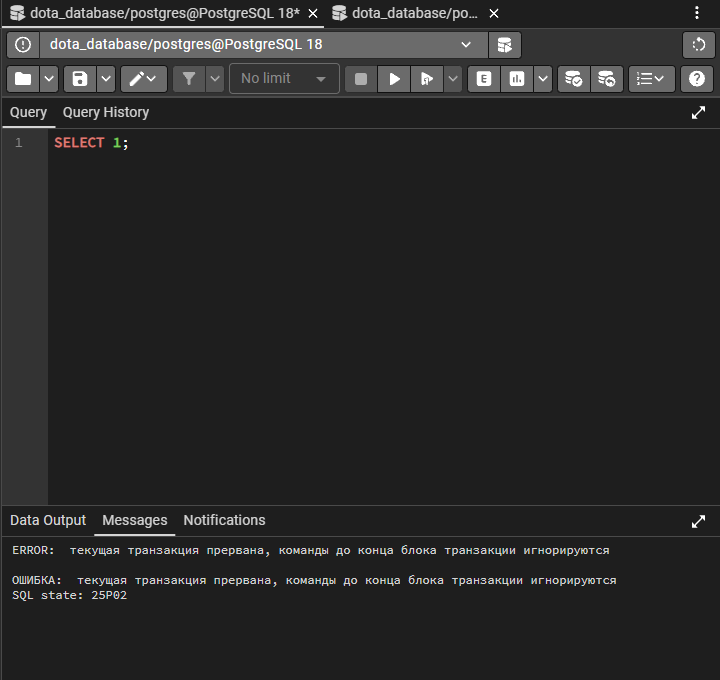 dota_database/postgres@PostgreSQL 18*
dota_database/po...
dota_database/postgres@PostgreSQL 18
No limit
E
Query
Query History
1
SELECT 1;
Data Output
Messages
Notifications
ERROR:  текущая транзакция прервана, команды до конца блока транзакции игнорируются
ОШИБКА:  текущая транзакция прервана, команды до конца блока транзакции игнорируются
SQL state: 25P02